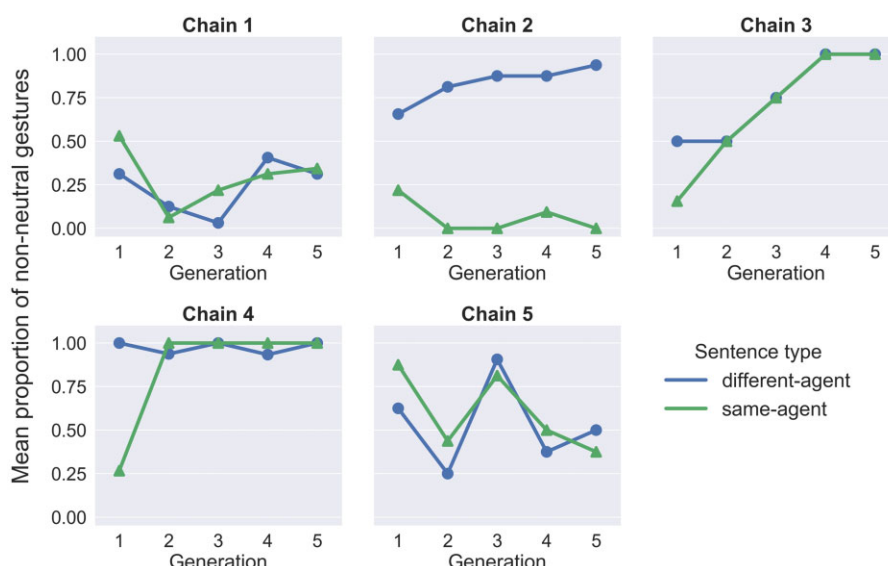 Mean proportion of non-neutral gestures
Chain 1
Chain 2
Chain 3
1.00
0.75
0.50
0.25
0.00
1 2 3 4 5
Generation
1 2 3 4 5
Generation
1 2 3 4 5
Generation
Chain 4
Chain 5
1.00
0.75
0.50
0.25
0.00
1 2 3 4 5
Generation
1 2 3 4 5
Generation
Sentence type
different-agent
same-agent